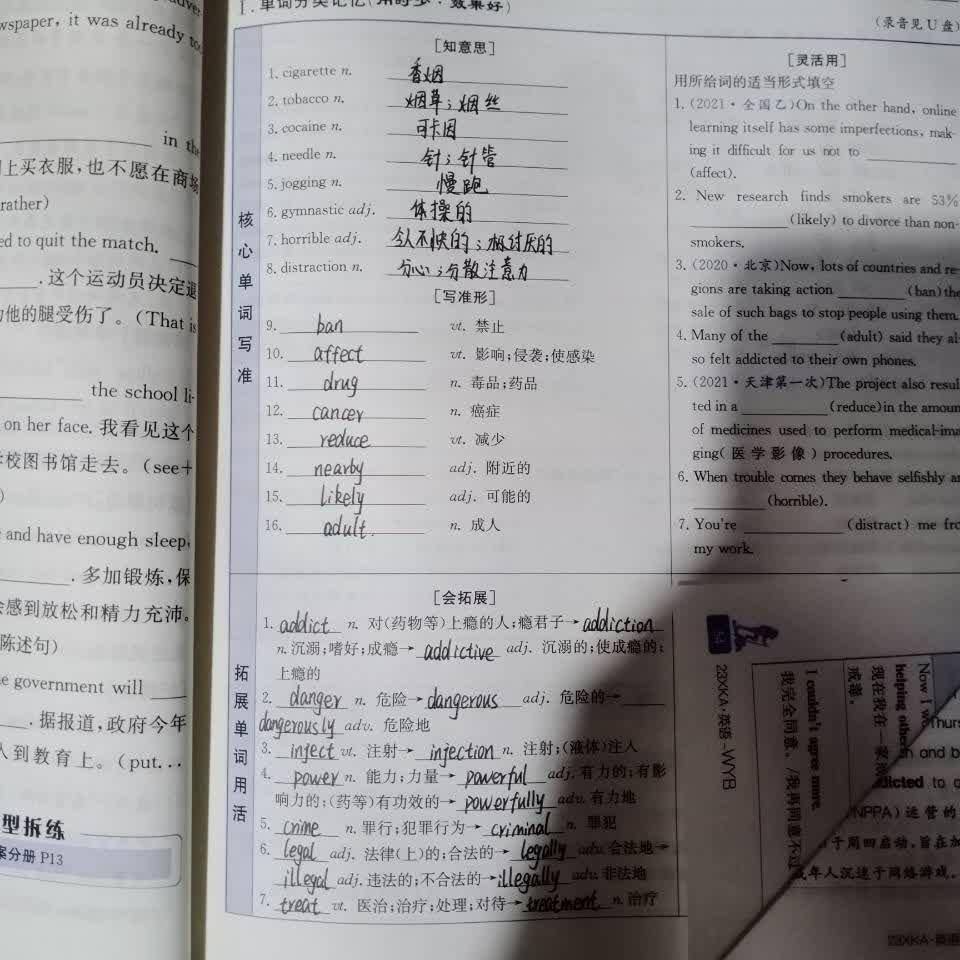 wspaper, it was already to
in the
上买衣服,也不愿在商场
rather)
ed to quit the match.
.这个运动员决定退
他的腿受伤了。(That is
the school li-
on her face. 我看见这个
校图书馆走去。(see+
)
and have enough sleep,
.多加锻炼,保
感到放松和精力充沛。
陈述句)
e government will
.据报道,政府今年
人到教育上。(put…
型拆练
案分册 P13
Ⅰ.单词分类记忆(用时少·效果好)
(录音见U盘)
核心单词写准
[知意思]
1. cigarette n. 香烟
2. tobacco n. 烟草;烟丝
3. cocaine n. 可卡因
4. needle n. 针;针管
5. jogging n. 慢跑
6. gymnastic adj. 体操的
7. horrible adj. 令人不快的;极讨厌的
8. distraction n. 分心;分散注意力
[写准形]
9. ban vt. 禁止
10. affect vt. 影响;侵袭;使感染
11. drug n. 毒品;药品
12. cancer n. 癌症
13. reduce vt. 减少
14. nearby adj. 附近的
15. likely adj. 可能的
16. adult. n. 成人
拓展单词用活
[会拓展]
1. addict n. 对(药物等)上瘾的人;瘾君子→addiction
n.沉溺;嗜好;成瘾→addictive adj. 沉溺的;使成瘾的;
上瘾的
2. danger n. 危险→dangerous adj. 危险的→
dangerously adv. 危险地
3. inject vt. 注射→injection n. 注射;(液体)注入
4. power n. 能力;力量→powerful adj. 有力的;有影
响力的;(药等)有功效的→powerfully adv. 有力地
5. crime n. 罪行;犯罪行为→criminal n. 罪犯
6. legal adj. 法律(上)的;合法的→legally adv. 合法地→
illegal adj. 违法的;不合法的→illegally adv. 非法地
7. treat vt. 医治;治疗;处理;对待→treatment n. 治疗
[灵活用]
用所给词的适当形式填空
1. (2021·全国乙)On the other hand, online
learning itself has some imperfections, mak-
ing it difficult for us not to
(affect).
2. New research finds smokers are 53%
(likely) to divorce than non-
smokers.
3. (2020·北京)Now, lots of countries and re-
gions are taking action (ban) the
sale of such bags to stop people using them.
4. Many of the (adult) said they al-
so felt addicted to their own phones.
5. (2021·天津第一次)The project also resul
ted in a (reduce)in the amoun
of medicines used to perform medical-ima
ging(医学影像) procedures.
6. When trouble comes they behave selfishly an
(horrible).
7. You're (distract) me fro
my work.
23XKA·英语-WYB
I couldn't agree more.
我完全同意。/我再同意不过
Now I w
helping other
现在我在一家戒
戒毒。
Thurs
h and b
dicted to o
(NPPA) 运营的
于周四启动,旨在加
成年人沉迷于网络游戏。
23XKA·英语